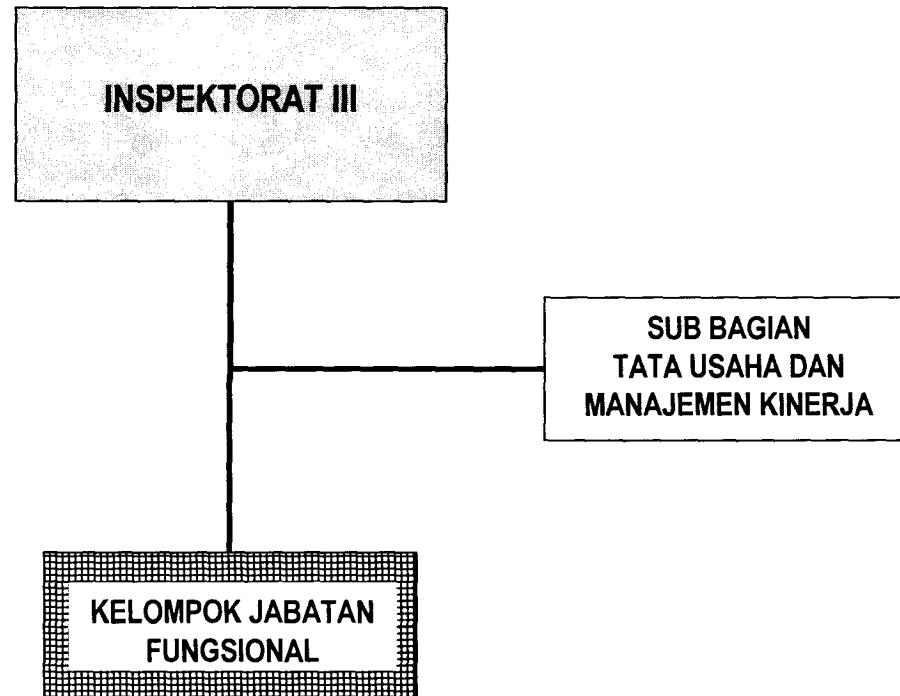 INSPEKTORAT III
SUB BAGIAN
TATA USAHA DAN
MANAJEMEN KINERJA
KELOMPOK JABATAN
FUNGSIONAL